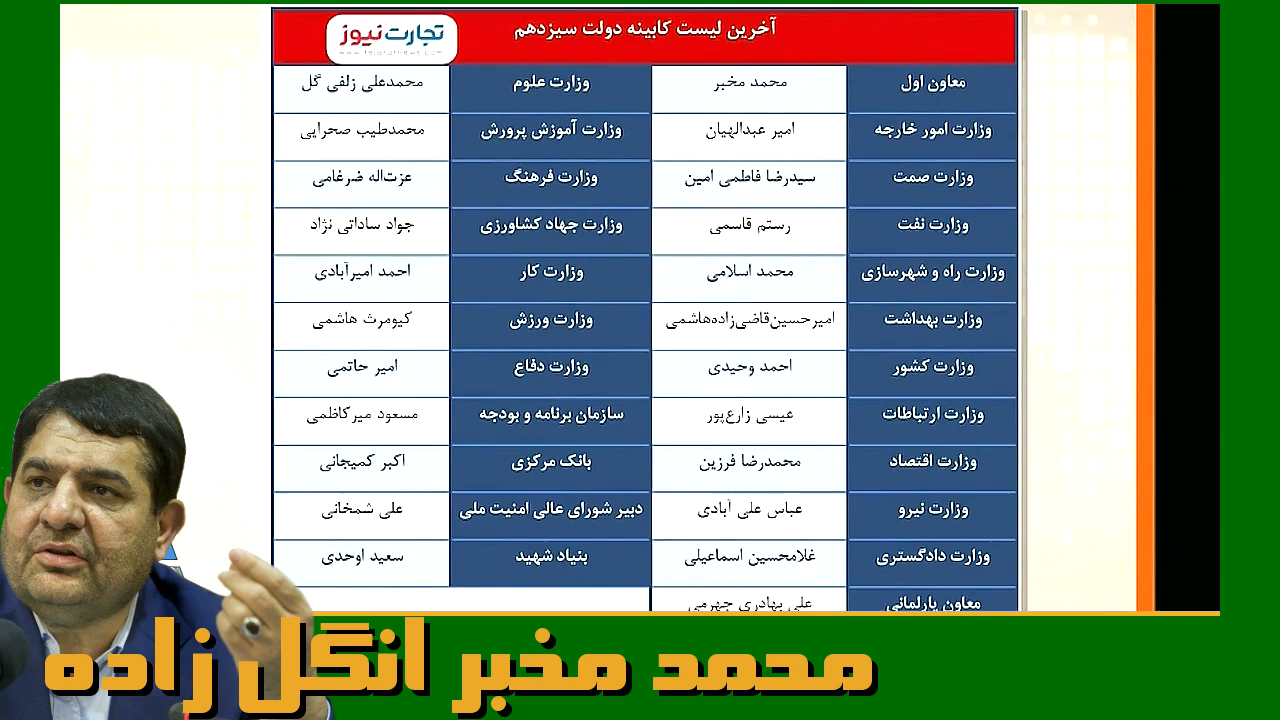 آخرین لیست کابینه دولت سیزدهم
تجارت‌نیوز
معاون اول محمد مخبر وزارت علوم محمدعلی زلفی گل
وزارت امور خارجه امیر عبدالهیان وزارت آموزش پرورش محمدطیب صحرایی
وزارت صمت سیدرضا فاطمی امین وزارت فرهنگ عزت‌اله ضرغامی
وزارت نفت رستم قاسمی وزارت جهاد کشاورزی جواد ساداتی نژاد
وزارت راه و شهرسازی محمد اسلامی وزارت کار احمد امیرآبادی
وزارت بهداشت امیرحسین‌قاضی‌زاده‌هاشمی وزارت ورزش کیومرث هاشمی
وزارت کشور احمد وحیدی وزارت دفاع امیر حاتمی
وزارت ارتباطات عیسی زارع‌پور سازمان برنامه و بودجه مسعود میرکاظمی
وزارت اقتصاد محمدرضا فرزین بانک مرکزی اکبر کمیجانی
وزارت نیرو عباس علی آبادی دبیر شورای عالی امنیت ملی علی شمخانی
وزارت دادگستری غلامحسین اسماعیلی بنیاد شهید سعید اوحدی
معاون پارلمانی علی بهادری جهرمی
محمد مخبر انگل زاده